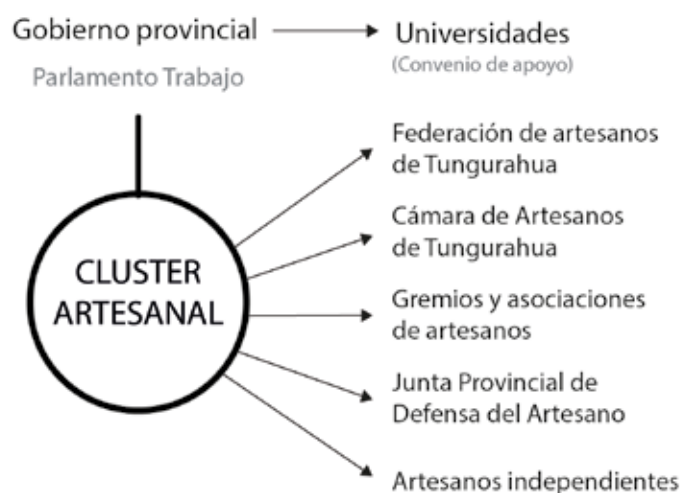 Gobierno provincial
Universidades
(Convenio de apoyo)
Parlamento Trabajo
CLUSTER
ARTESANAL
Federación de artesanos
de Tungurahua
Cámara de Artesanos
de Tungurahua
Gremios y asociaciones
de artesanos
Junta Provincial de
Defensa del Artesano
Artesanos independientes